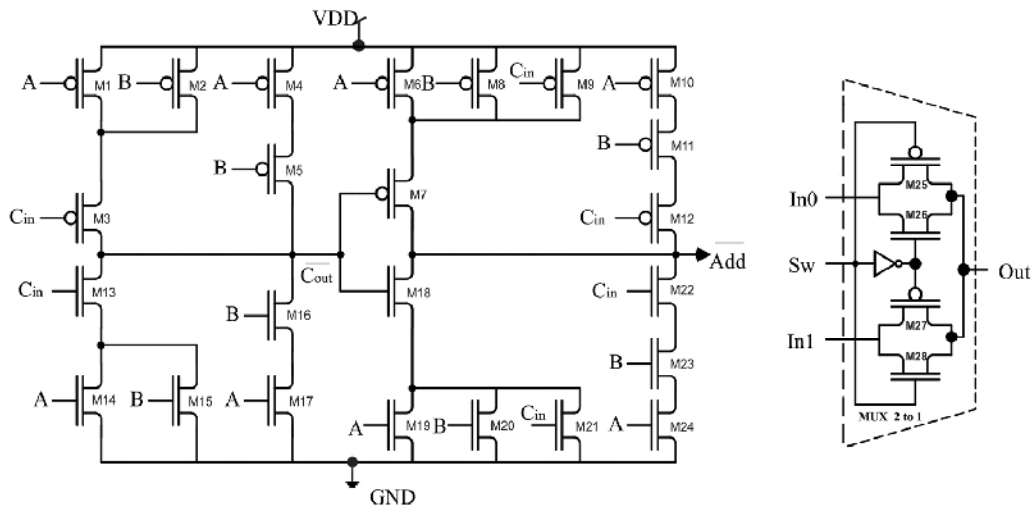 VDD
A M1 B M2 A M4 A M6 B M8 Cin M9 A M10
B M5 B M11
Cin M3 M7 Cin M12
Cout Add
Cin M13 B M16 M18 Cin M22
B M23
A M14 B M15 A M17 A M19 B M20 Cin M21 A M24
GND
M25
In0
M26
Sw
Out
M27
In1
M28
MUX 2 to 1